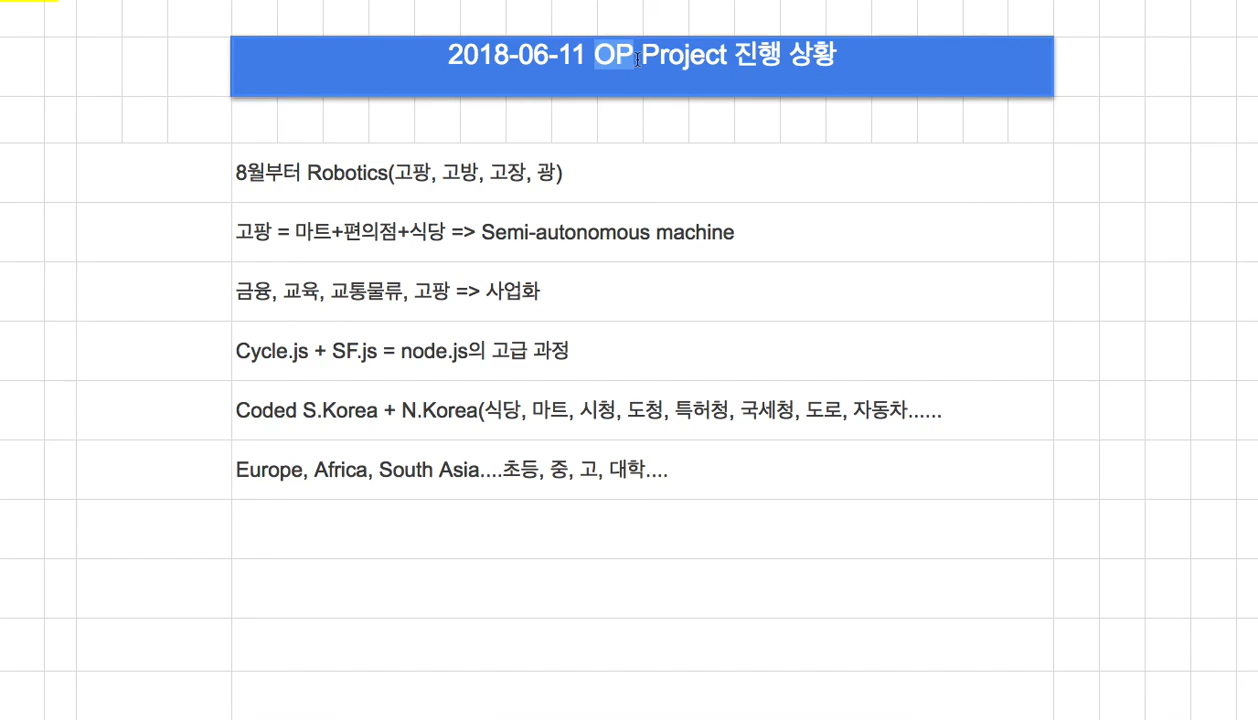 2018-06-11 OP Project 진행 상황
8월부터 Robotics(고팡, 고방, 고장, 광)
고팡 = 마트+편의점+식당 => Semi-autonomous machine
금융, 교육, 교통물류, 고팡 => 사업화
Cycle.js + SF.js = node.js의 고급 과정
Coded S.Korea + N.Korea(식당, 마트, 시청, 도청, 특허청, 국세청, 도로, 자동차......
Europe, Africa, South Asia....초등, 중, 고, 대학....